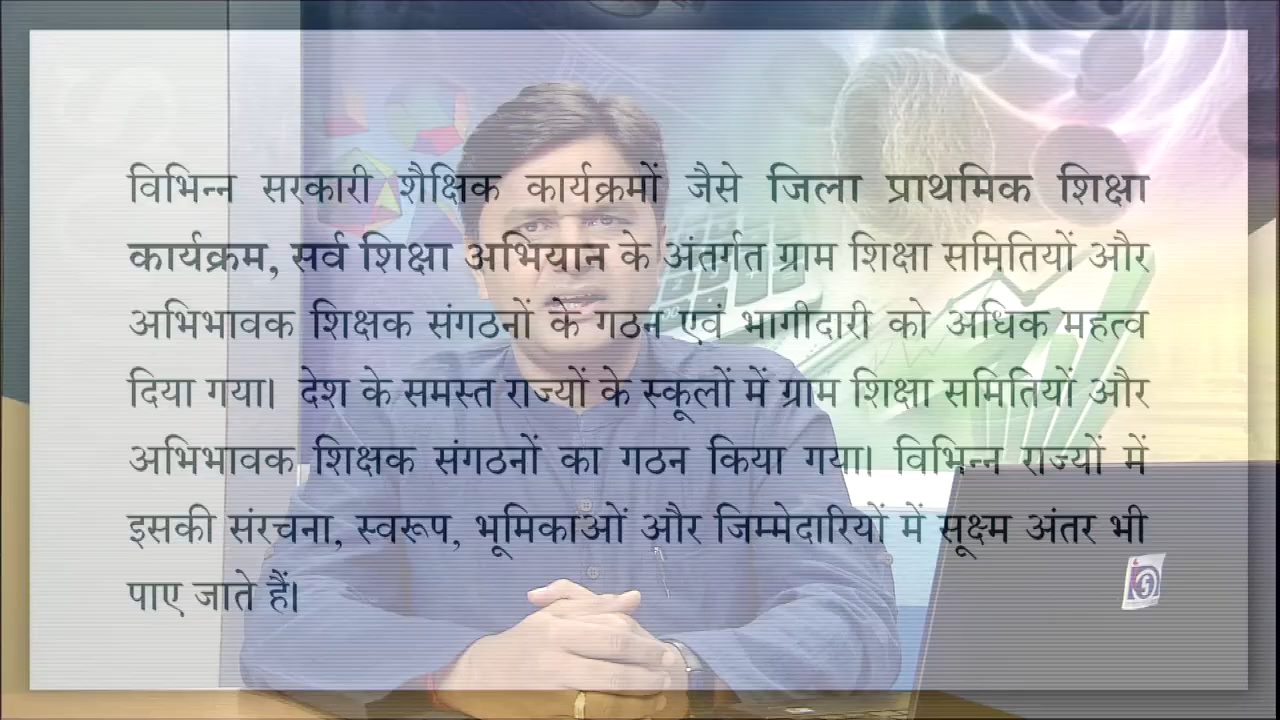 विभिन्न सरकारी शैक्षिक कार्यक्रमों जैसे जिला प्राथमिक शिक्षा
कार्यक्रम, सर्व शिक्षा अभियान के अंतर्गत ग्राम शिक्षा समितियों और
अभिभावक शिक्षक संगठनों के गठन एवं भागीदारी को अधिक महत्व
दिया गया। देश के समस्त राज्यों के स्कूलों में ग्राम शिक्षा समितियों और
अभिभावक शिक्षक संगठनों का गठन किया गया। विभिन्न राज्यों में
इसकी संरचना, स्वरूप, भूमिकाओं और जिम्मेदारियों में सूक्ष्म अंतर भी
पाए जाते हैं।